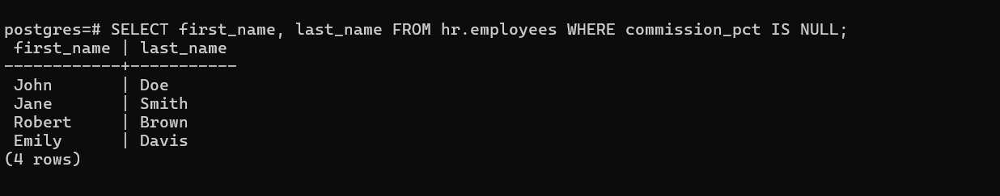 postgres=# SELECT first_name, last_name FROM hr.employees WHERE commission_pct IS NULL;
 first_name | last_name
------------+-----------
 John       | Doe
 Jane       | Smith
 Robert     | Brown
 Emily      | Davis
(4 rows)